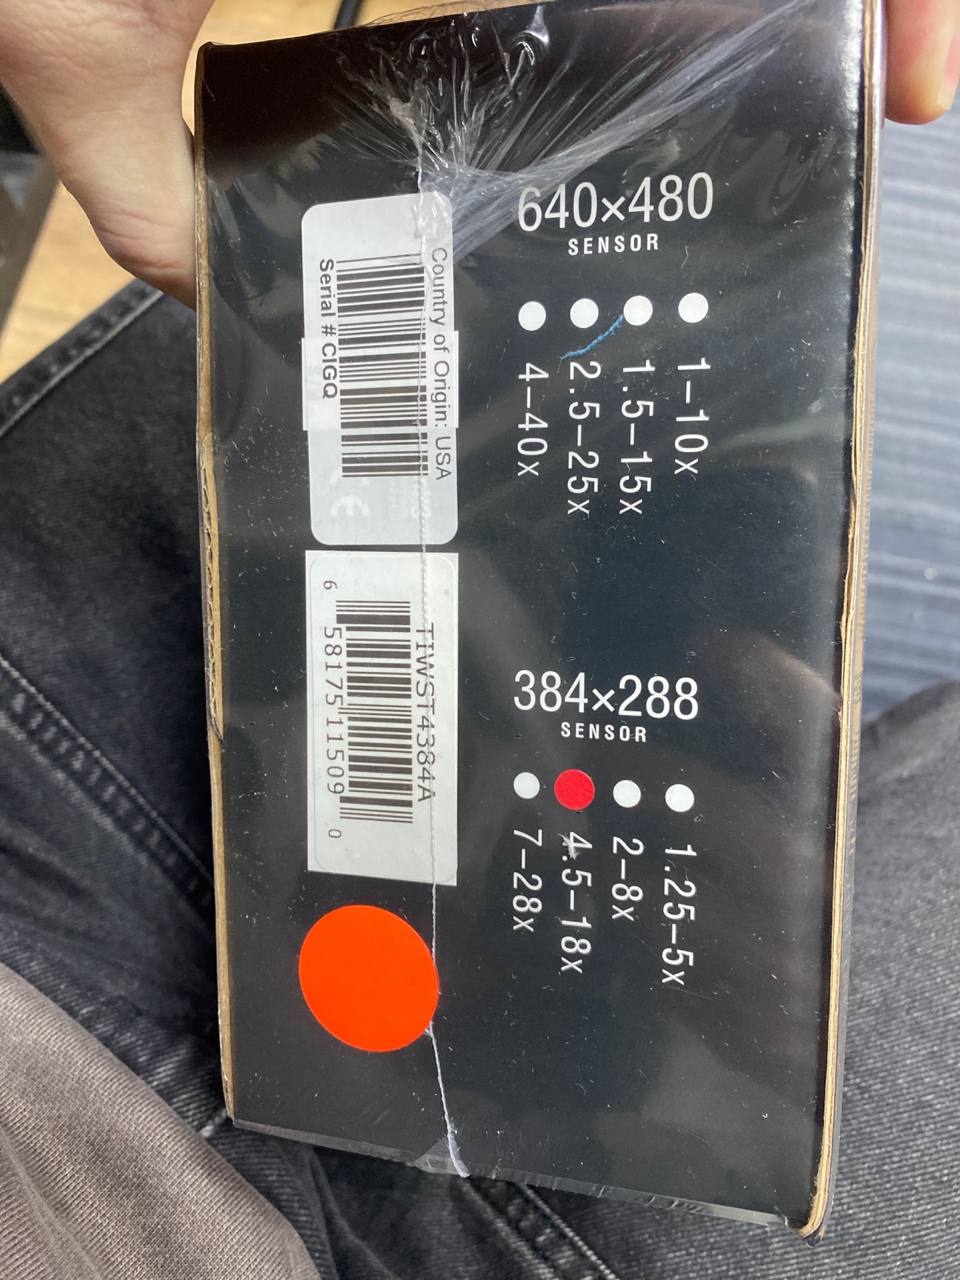 640×480
SENSOR
1–10x
1.5–15x
2.5–25x
4–40x
384×288
SENSOR
1.25–5x
2–8x
4.5–18x
7–28x
Country of Origin: USA
Serial # CIGQ
CE
TIWST4384A
6 58175 11509 0